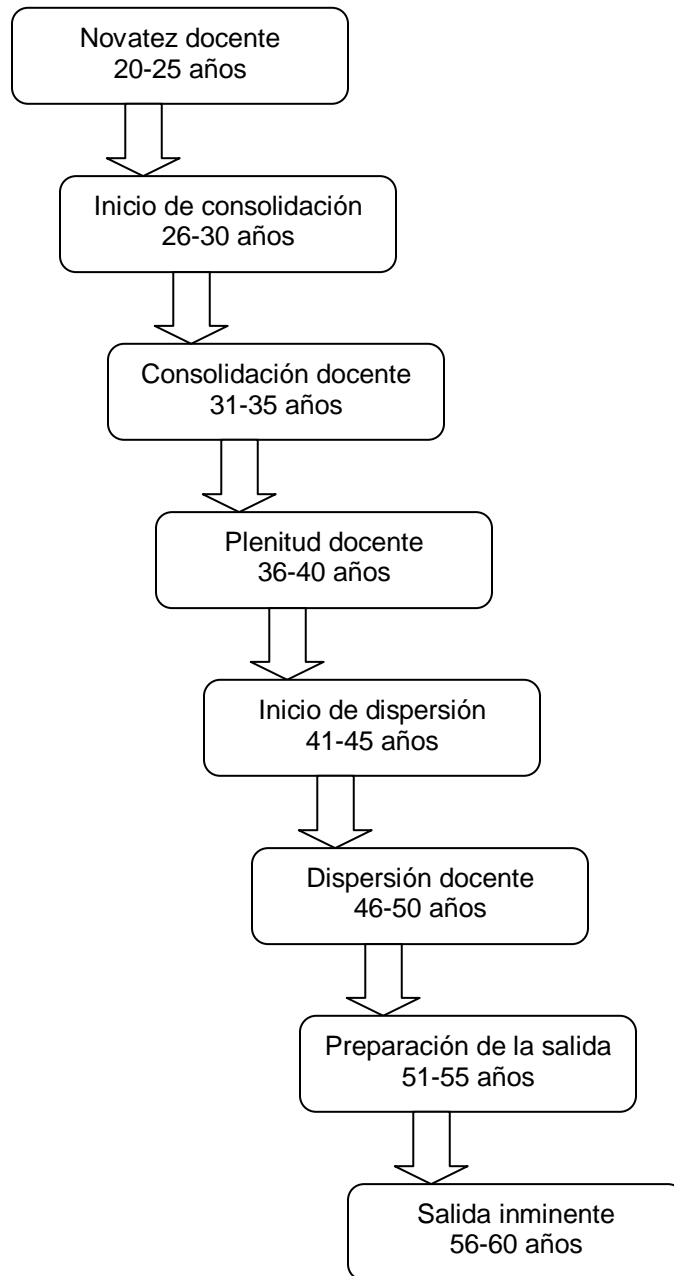 Novatez docente
20-25 años
Inicio de consolidación
26-30 años
Consolidación docente
31-35 años
Plenitud docente
36-40 años
Inicio de dispersión
41-45 años
Dispersión docente
46-50 años
Preparación de la salida
51-55 años
Salida inminente
56-60 años